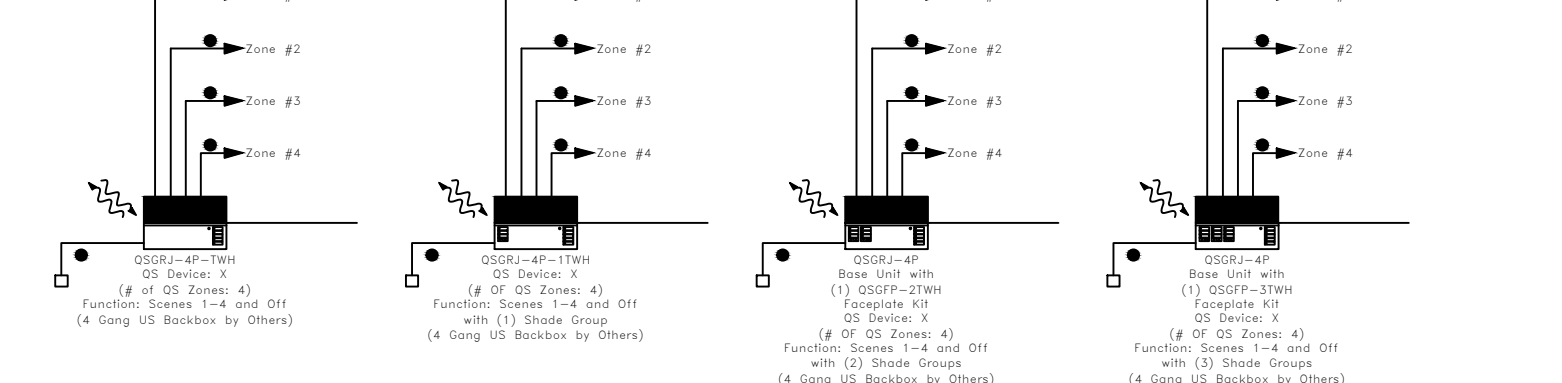 Zone #2
Zone #3
Zone #4
QSGRJ-4P-TWH
QS Device: X
(# of QS Zones: 4)
Function: Scenes 1-4 and Off
(4 Gang US Backbox by Others)
Zone #2
Zone #3
Zone #4
QSGRJ-4P-1TWH
QS Device: X
(# OF QS Zones: 4)
Function: Scenes 1-4 and Off
with (1) Shade Group
(4 Gang US Backbox by Others)
Zone #2
Zone #3
Zone #4
QSGRJ-4P
Base Unit with
(1) QSGFP-2TWH
Faceplate Kit
QS Device: X
(# OF QS Zones: 4)
Function: Scenes 1-4 and Off
with (2) Shade Groups
(4 Gang US Backbox by Others)
Zone #2
Zone #3
Zone #4
QSGRJ-4P
Base Unit with
(1) QSGFP-3TWH
Faceplate Kit
QS Device: X
(# OF QS Zones: 4)
Function: Scenes 1-4 and Off
with (3) Shade Groups
(4 Gang US Backbox by Others)